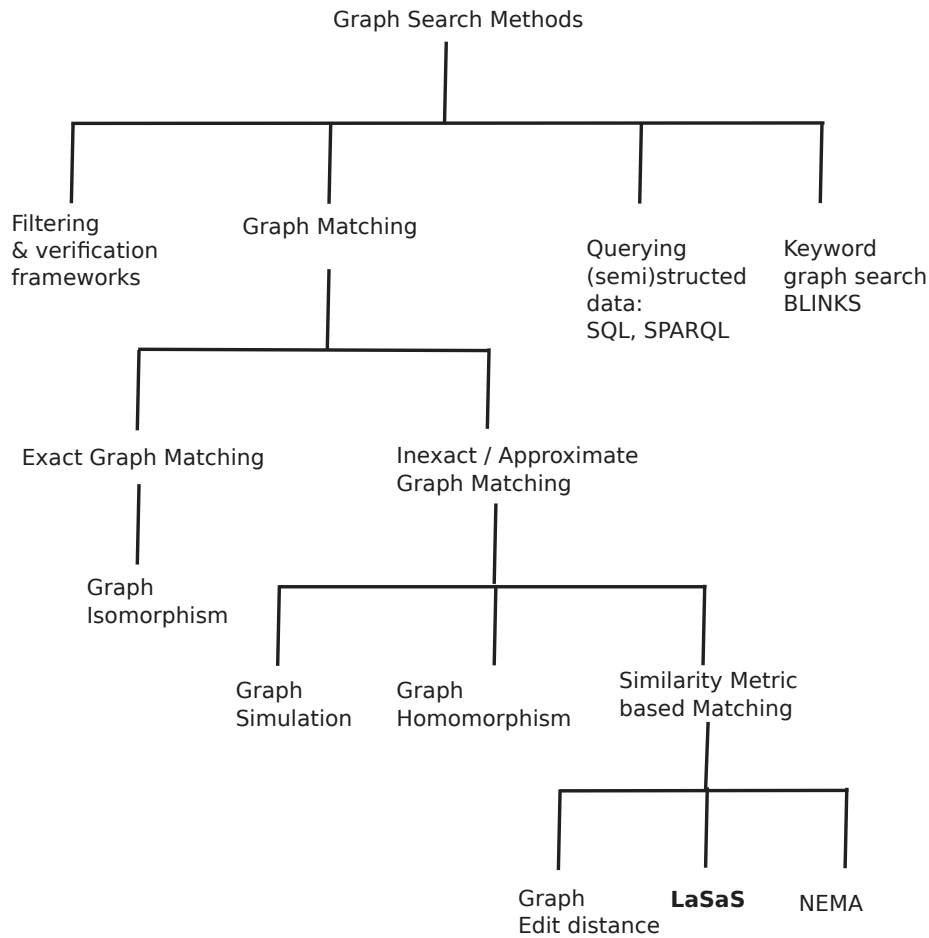 Graph Search Methods
Filtering
& verification
frameworks
Graph Matching
Querying
(semi)structed
data:
SQL, SPARQL
Keyword
graph search
BLINKS
Exact Graph Matching
Inexact / Approximate
Graph Matching
Graph
Isomorphism
Graph
Simulation
Graph
Homomorphism
Similarity Metric
based Matching
Graph
Edit distance
LaSaS
NEMA